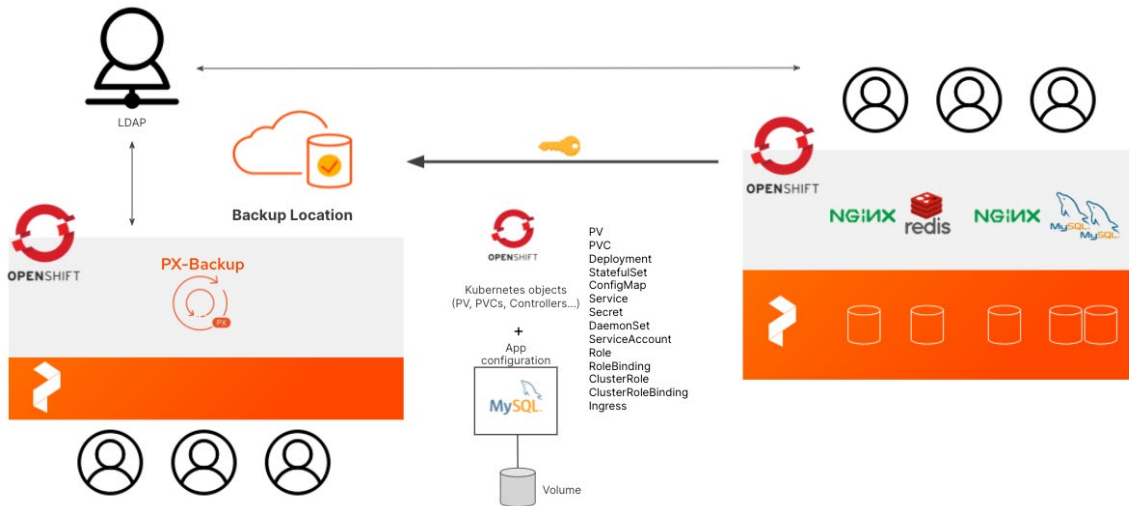 LDAP
Backup Location
OPENSHIFT
PX-Backup
PX
OPENSHIFT
Kubernetes objects
(PV, PVCs, Controllers...)
+
App
configuration
MySQL
Volume
PV
PVC
Deployment
StatefulSet
ConfigMap
Service
Secret
DaemonSet
ServiceAccount
Role
RoleBinding
ClusterRole
ClusterRoleBinding
Ingress
OPENSHIFT
NGINX
redis
NGINX
MySQL
MySQL